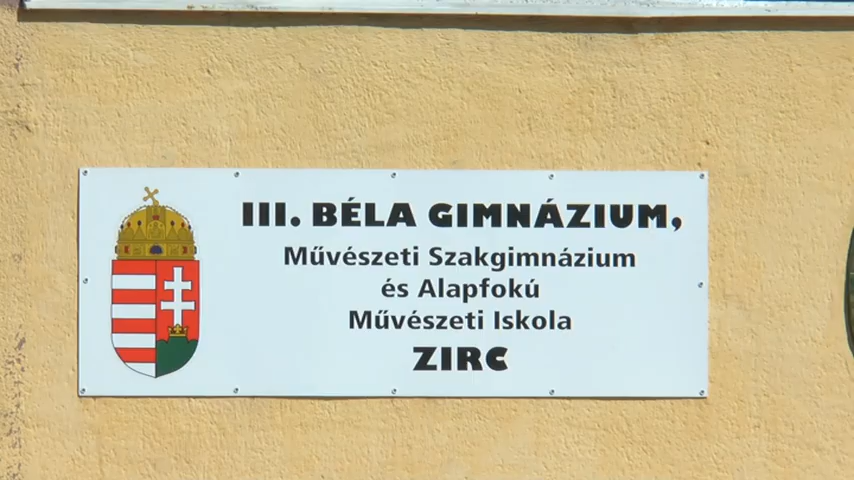 III. BÉLA GIMNÁZIUM,
Művészeti Szakgimnázium
és Alapfokú
Művészeti Iskola
ZIRC